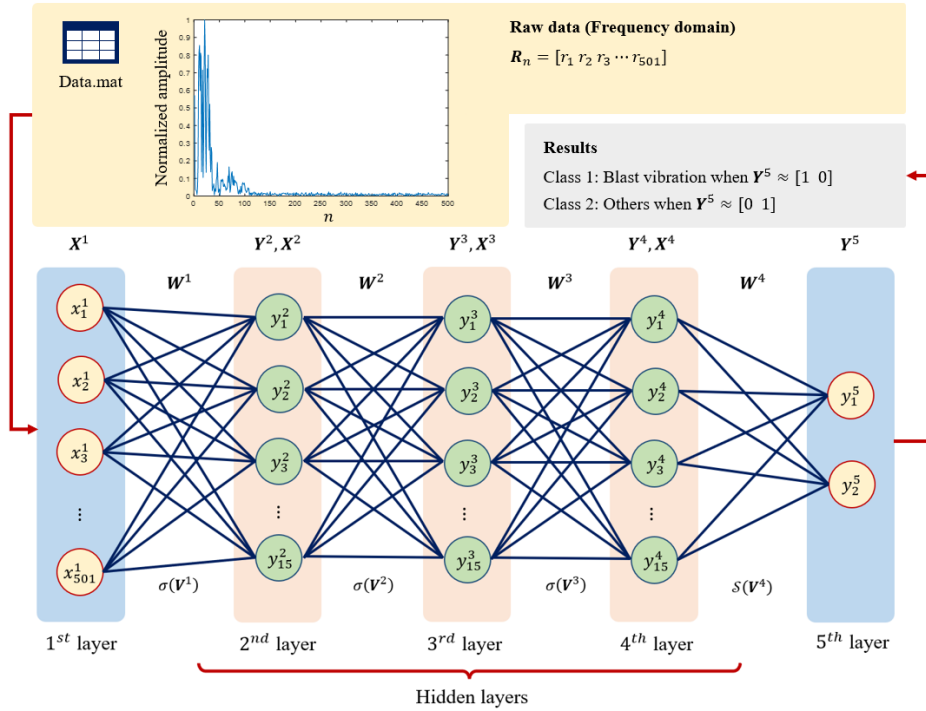 Data.mat
Normalized amplitude
1
0.9
0.8
0.7
0.6
0.5
0.4
0.3
0.2
0.1
0
0 50 100 150 200 250 300 350 400 450 500
n
Raw data (Frequency domain)
Rₙ = [r₁ r₂ r₃ ⋯ r₅₀₁]
Results
Class 1: Blast vibration when Y⁵ ≈ [1 0]
Class 2: Others when Y⁵ ≈ [0 1]
X¹ Y², X² Y³, X³ Y⁴, X⁴ Y⁵
W¹ W² W³ W⁴
x₁¹ y₁² y₁³ y₁⁴
x₂¹ y₂² y₂³ y₂⁴ y₁⁵
x₃¹ y₃² y₃³ y₃⁴ y₂⁵
⋮ ⋮ ⋮ ⋮
x₅₀₁¹ y₁₅² y₁₅³ y₁₅⁴
σ(V¹) σ(V²) σ(V³) 𝒮(V⁴)
1ˢᵗ layer 2ⁿᵈ layer 3ʳᵈ layer 4ᵗʰ layer 5ᵗʰ layer
Hidden layers